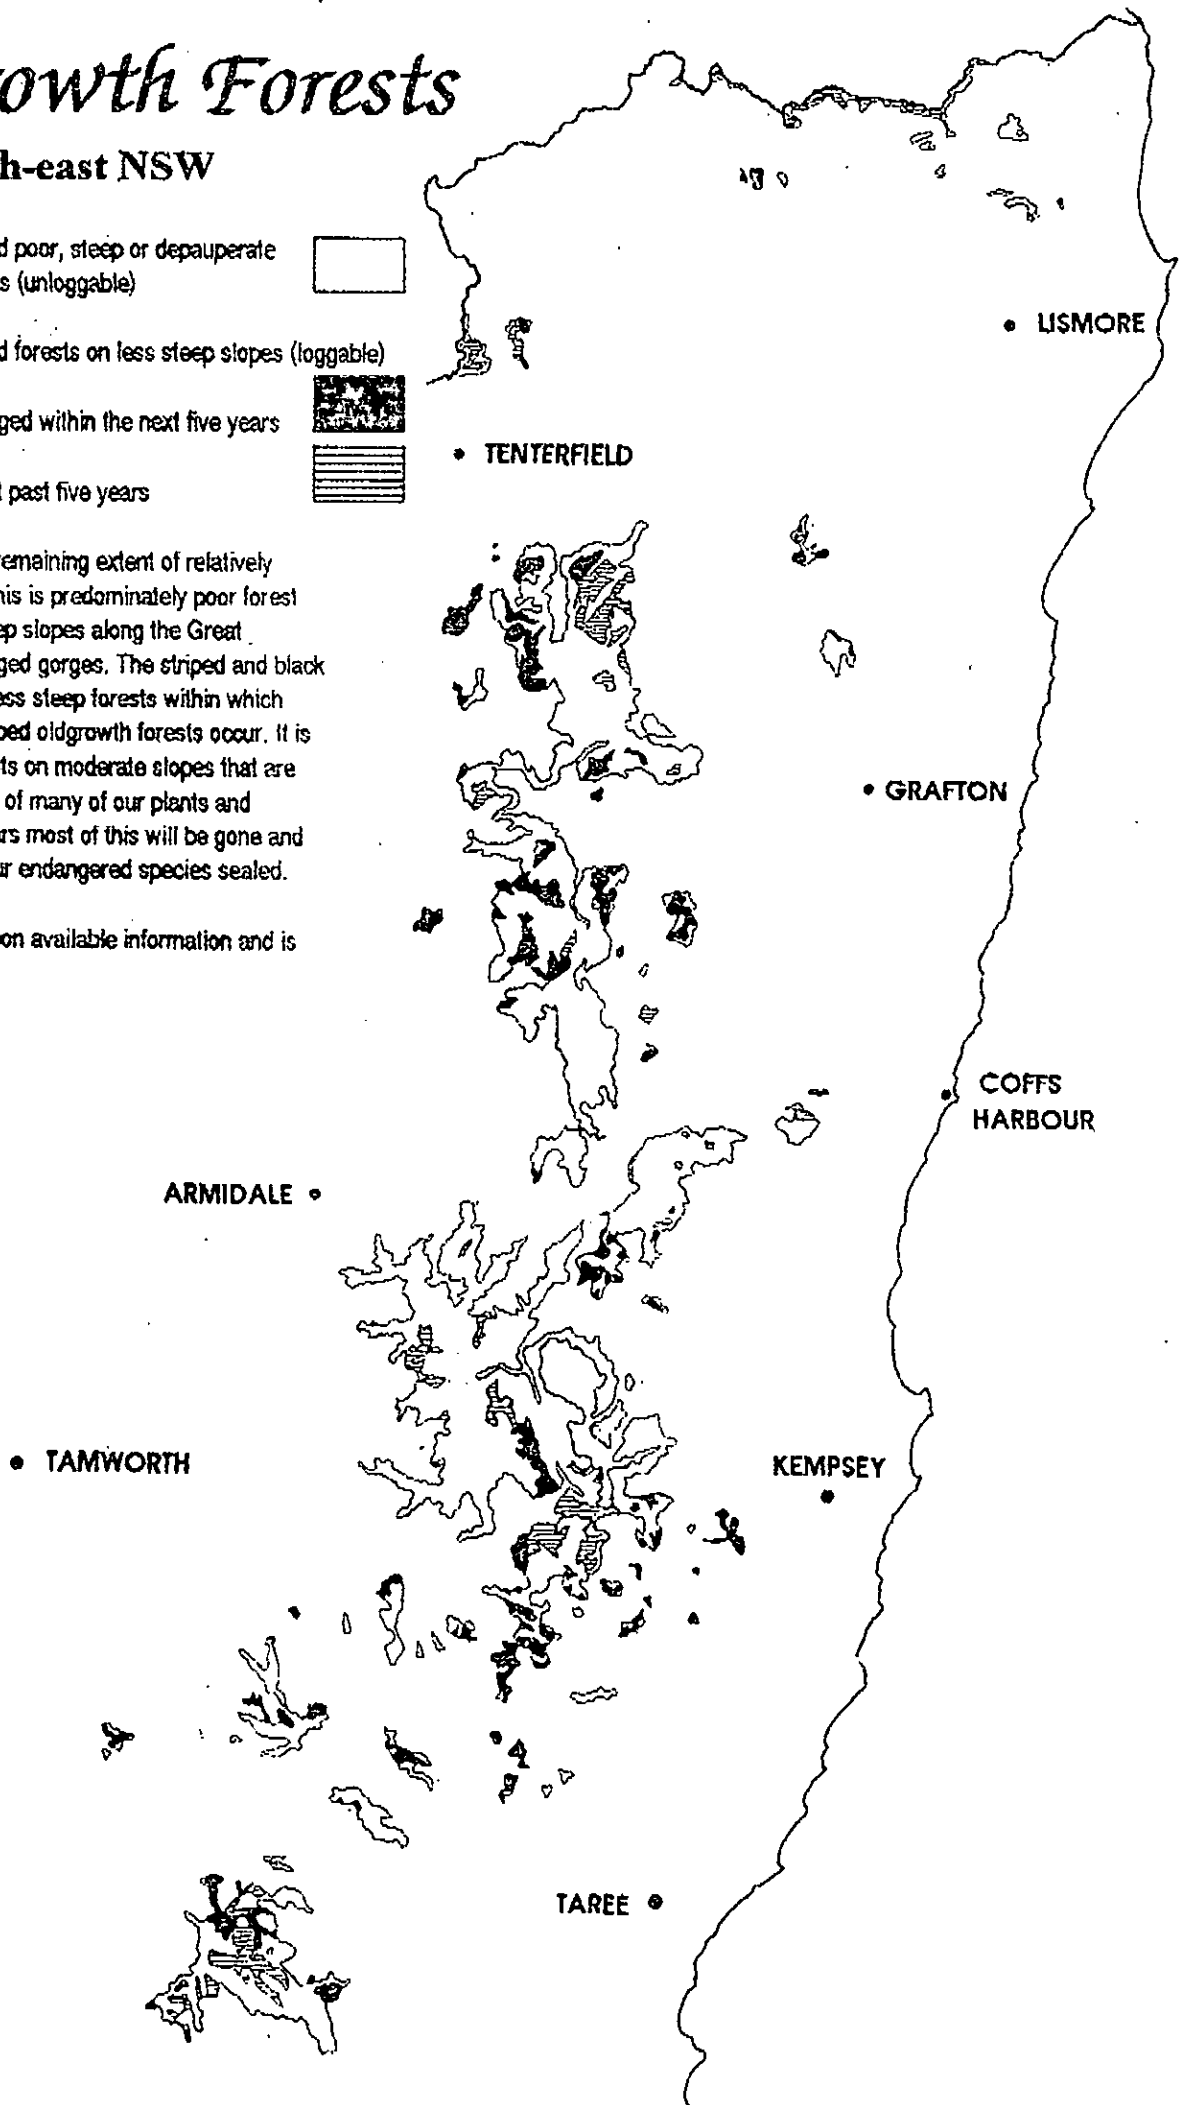 owth Forests
h-east NSW
d poor, steep or depauperate
s (unloggable)
d forests on less steep slopes (loggable)
ged within the next five years
t past five years
remaining extent of relatively
his is predominately poor forest
ep slopes along the Great
ged gorges. The striped and black
ess steep forests within which
ped oldgrowth forests occur. It is
ts on moderate slopes that are
of many of our plants and
rs most of this will be gone and
ur endangered species sealed.
on available information and is
LISMORE
TENTERFIELD
GRAFTON
COFFS
HARBOUR
ARMIDALE
TAMWORTH
KEMPSEY
TAREE